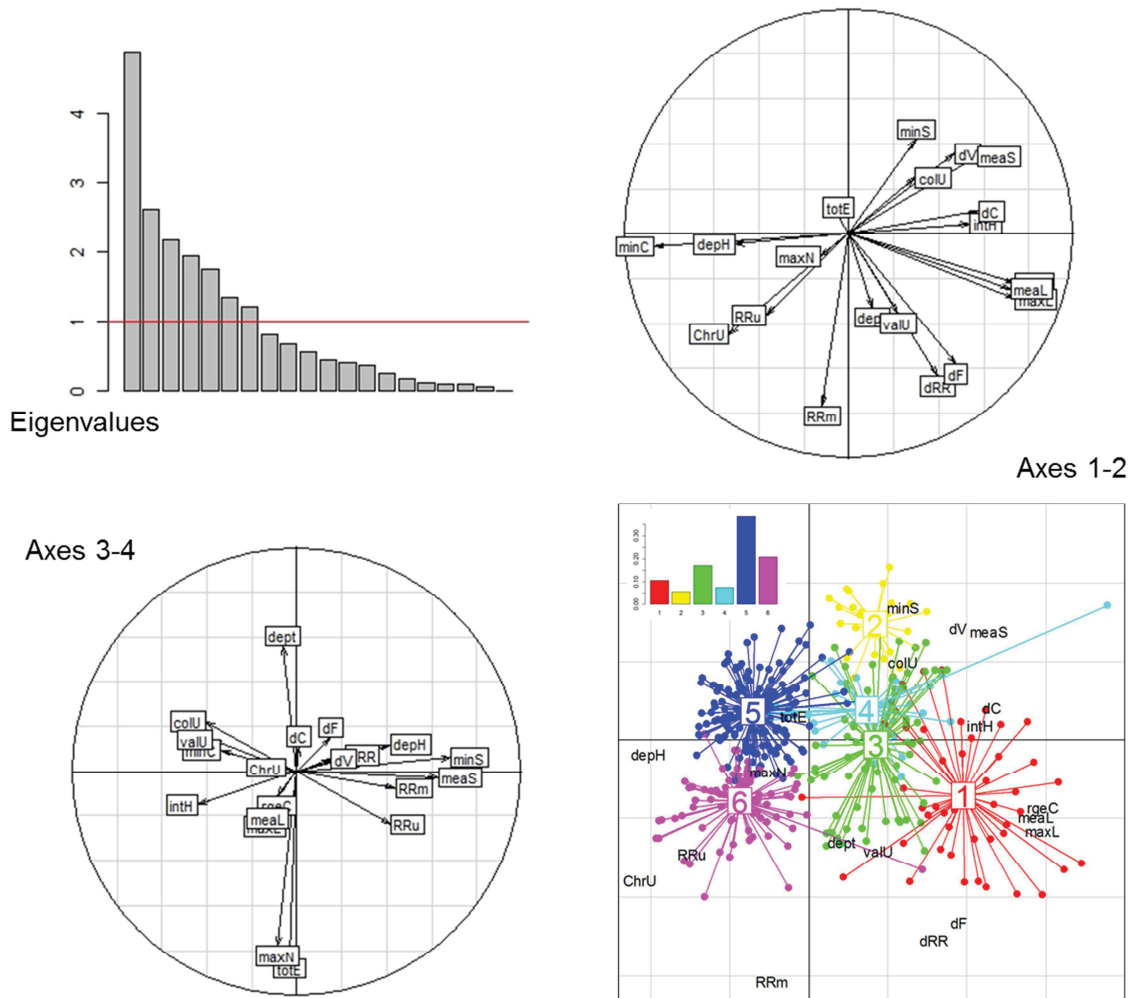 4
3
2
1
0
Eigenvalues
minS
dV
meaS
colU
totE
dC
intH
minC
depH
maxN
meaL
maxL
RRu
ChrU
dep
valU
dF
dRR
RRm
Axes 1-2
Axes 3-4
dept
colU
valU
minC
dC
dF
depH
RR
dV
minS
ChrU
meaS
RRm
intH
rgeC
meaL
maxL
RRu
maxN
totE
0.30
0.20
0.10
0.00
1 2 3 4 5 6
minS
2
dV meaS
colU
5
totE
4
dC
intH
3
depH
maxN
6
1
rgeC
meaL
maxL
dept
valU
RRu
ChrU
dF
dRR
RRm